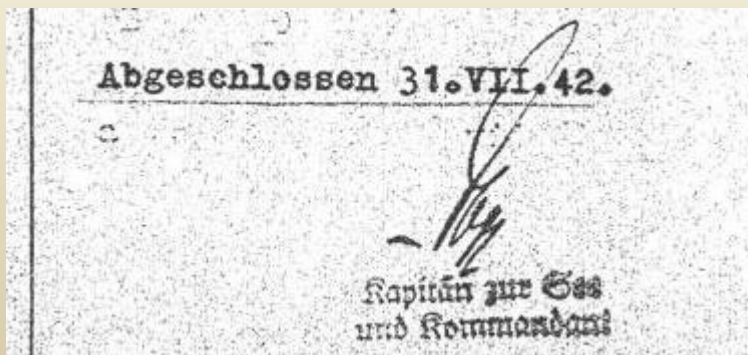 Abgeschlossen 31.VII.42.
Kapitän zur See
und Kommandant